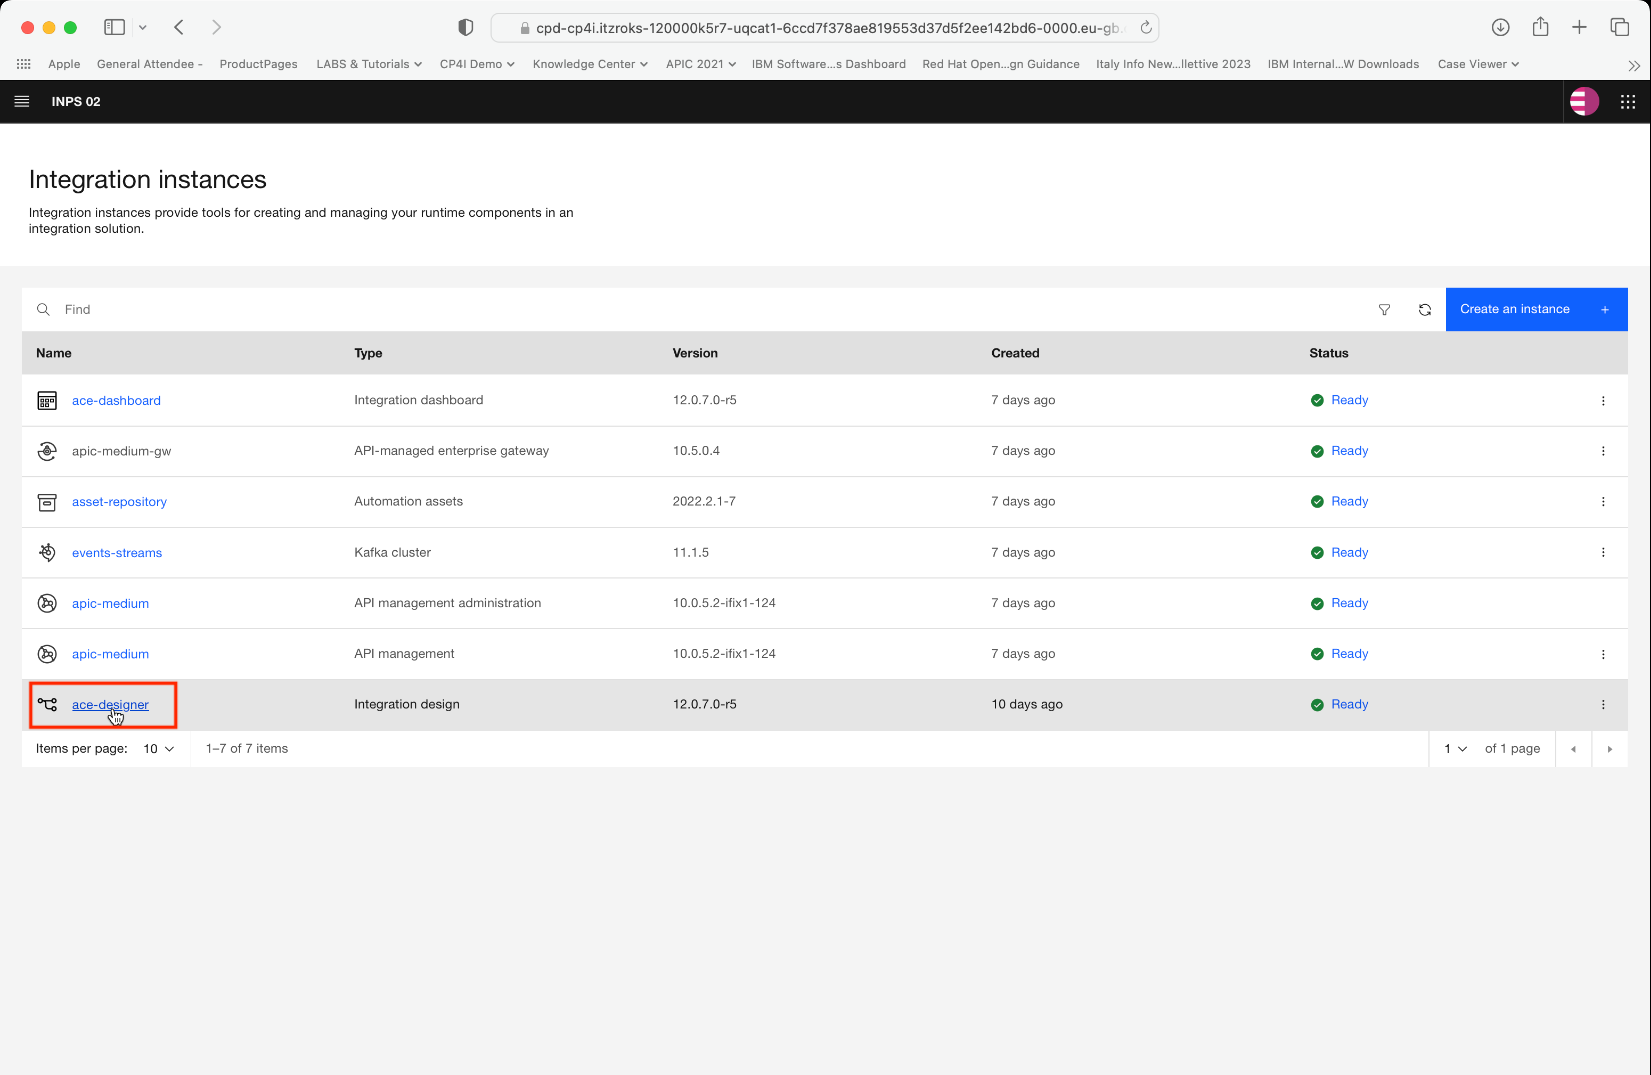 cpd-cp4i.itzroks-120000k5r7-uqcat1-6ccd7f378ae819553d37d5f2ee142bd6-0000.eu-gb.
Apple General Attendee - ProductPages LABS & Tutorials CP4I Demo Knowledge Center APIC 2021 IBM Software...s Dashboard Red Hat Open...gn Guidance Italy Info New...llettive 2023 IBM Internal...W Downloads Case Viewer
INPS 02
Integration instances
Integration instances provide tools for creating and managing your runtime components in an
integration solution.
Find Create an instance +
Name Type Version Created Status
ace-dashboard Integration dashboard 12.0.7.0-r5 7 days ago Ready
apic-medium-gw API-managed enterprise gateway 10.5.0.4 7 days ago Ready
asset-repository Automation assets 2022.2.1-7 7 days ago Ready
events-streams Kafka cluster 11.1.5 7 days ago Ready
apic-medium API management administration 10.0.5.2-ifix1-124 7 days ago Ready
apic-medium API management 10.0.5.2-ifix1-124 7 days ago Ready
ace-designer Integration design 12.0.7.0-r5 10 days ago Ready
Items per page: 10 1–7 of 7 items 1 of 1 page